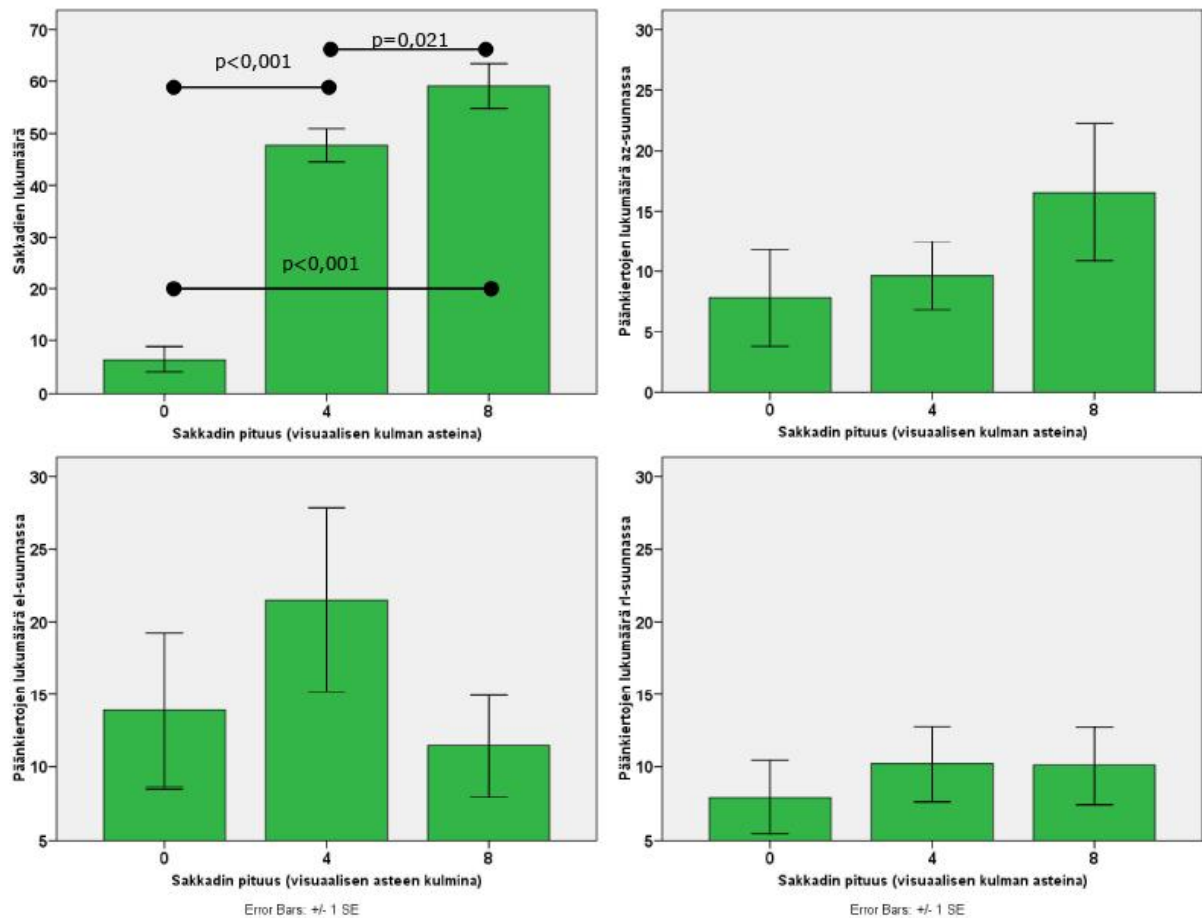 Sakkadien lukumäärä
70
60
50
40
30
20
10
0
p<0,001
p=0,021
p<0,001
0 4 8
Sakkadin pituus (visuaalisen kulman asteina)
Päänkiertojen lukumäärä az-suunnassa
30
25
20
15
10
5
0
0 4 8
Sakkadin pituus (visuaalisen kulman asteina)
Päänkiertojen lukumäärä el-suunnassa
30
25
20
15
10
5
0 4 8
Sakkadin pituus (visuaalisen asteen kulmina)
Error Bars: +/- 1 SE
Päänkiertojen lukumäärä rl-suunnassa
30
25
20
15
10
5
0 4 8
Sakkadin pituus (visuaalisen asteen kulmina)
Error Bars: +/- 1 SE